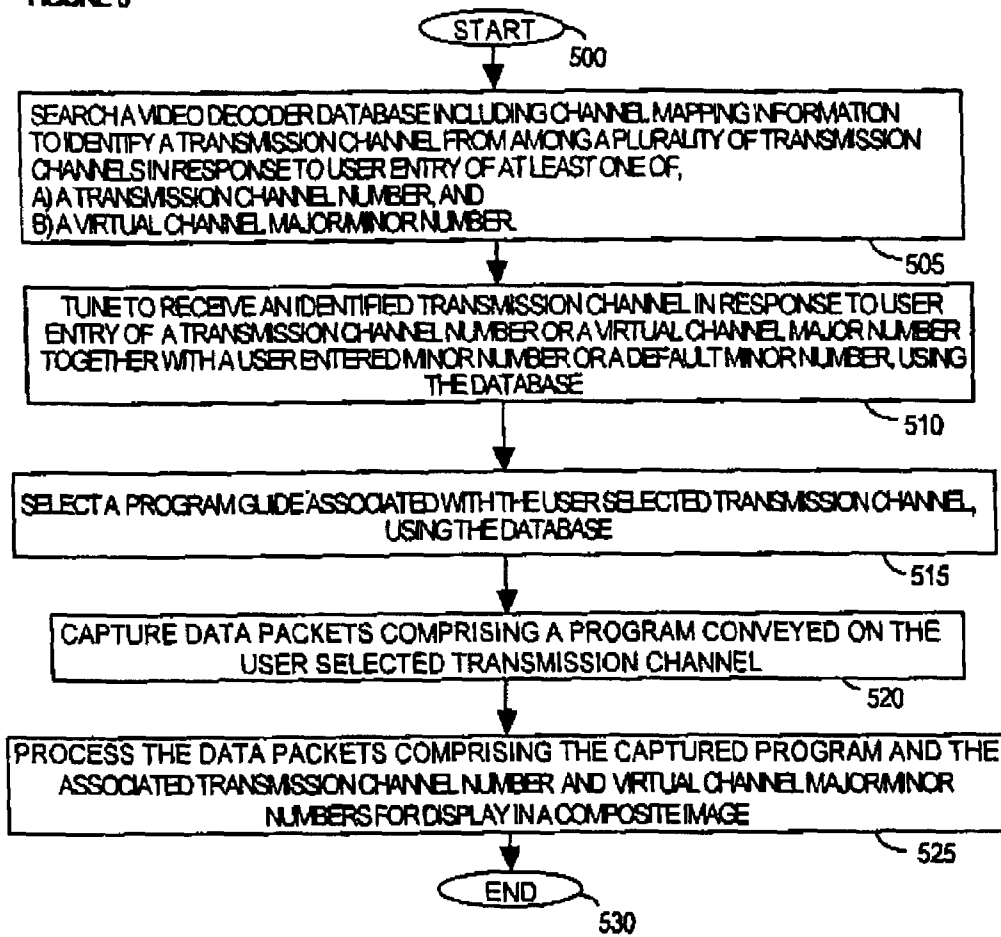 START
500
SEARCH A VIDEO DECODER DATABASE INCLUDING CHANNEL MAPPING INFORMATION
TO IDENTIFY A TRANSMISSION CHANNEL FROM AMONG A PLURALITY OF TRANSMISSION
CHANNELS IN RESPONSE TO USER ENTRY OF AT LEAST ONE OF,
A) A TRANSMISSION CHANNEL NUMBER, AND
B) A VIRTUAL CHANNEL MAJOR/MINOR NUMBER.
505
TUNE TO RECEIVE AN IDENTIFIED TRANSMISSION CHANNEL IN RESPONSE TO USER
ENTRY OF A TRANSMISSION CHANNEL NUMBER OR A VIRTUAL CHANNEL MAJOR NUMBER
TOGETHER WITH A USER ENTERED MINOR NUMBER OR A DEFAULT MINOR NUMBER, USING
THE DATABASE
510
SELECT A PROGRAM GUIDE ASSOCIATED WITH THE USER SELECTED TRANSMISSION CHANNEL,
USING THE DATABASE
515
CAPTURE DATA PACKETS COMPRISING A PROGRAM CONVEYED ON THE
USER SELECTED TRANSMISSION CHANNEL
520
PROCESS THE DATA PACKETS COMPRISING THE CAPTURED PROGRAM AND THE
ASSOCIATED TRANSMISSION CHANNEL NUMBER AND VIRTUAL CHANNEL MAJOR/MINOR
NUMBERS FOR DISPLAY IN A COMPOSITE IMAGE
525
END
530